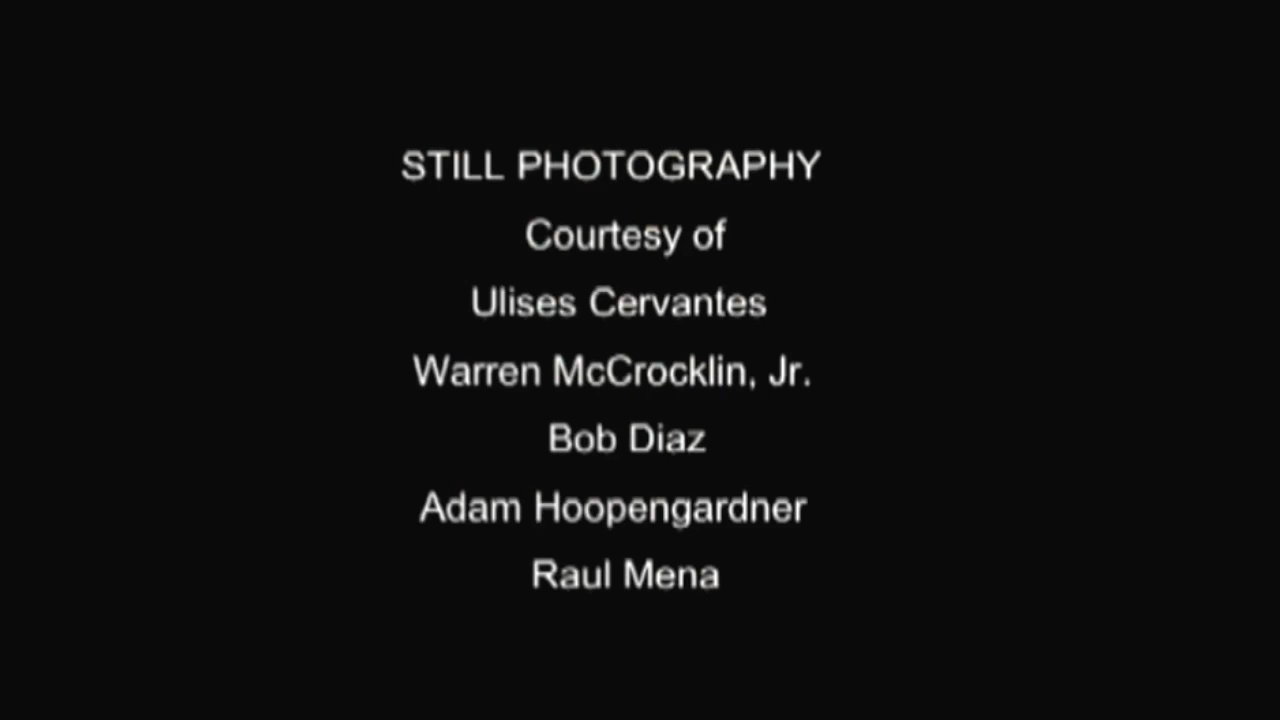 STILL PHOTOGRAPHY
Courtesy of
Ulises Cervantes
Warren McCrocklin, Jr.
Bob Diaz
Adam Hoopengardner
Raul Mena